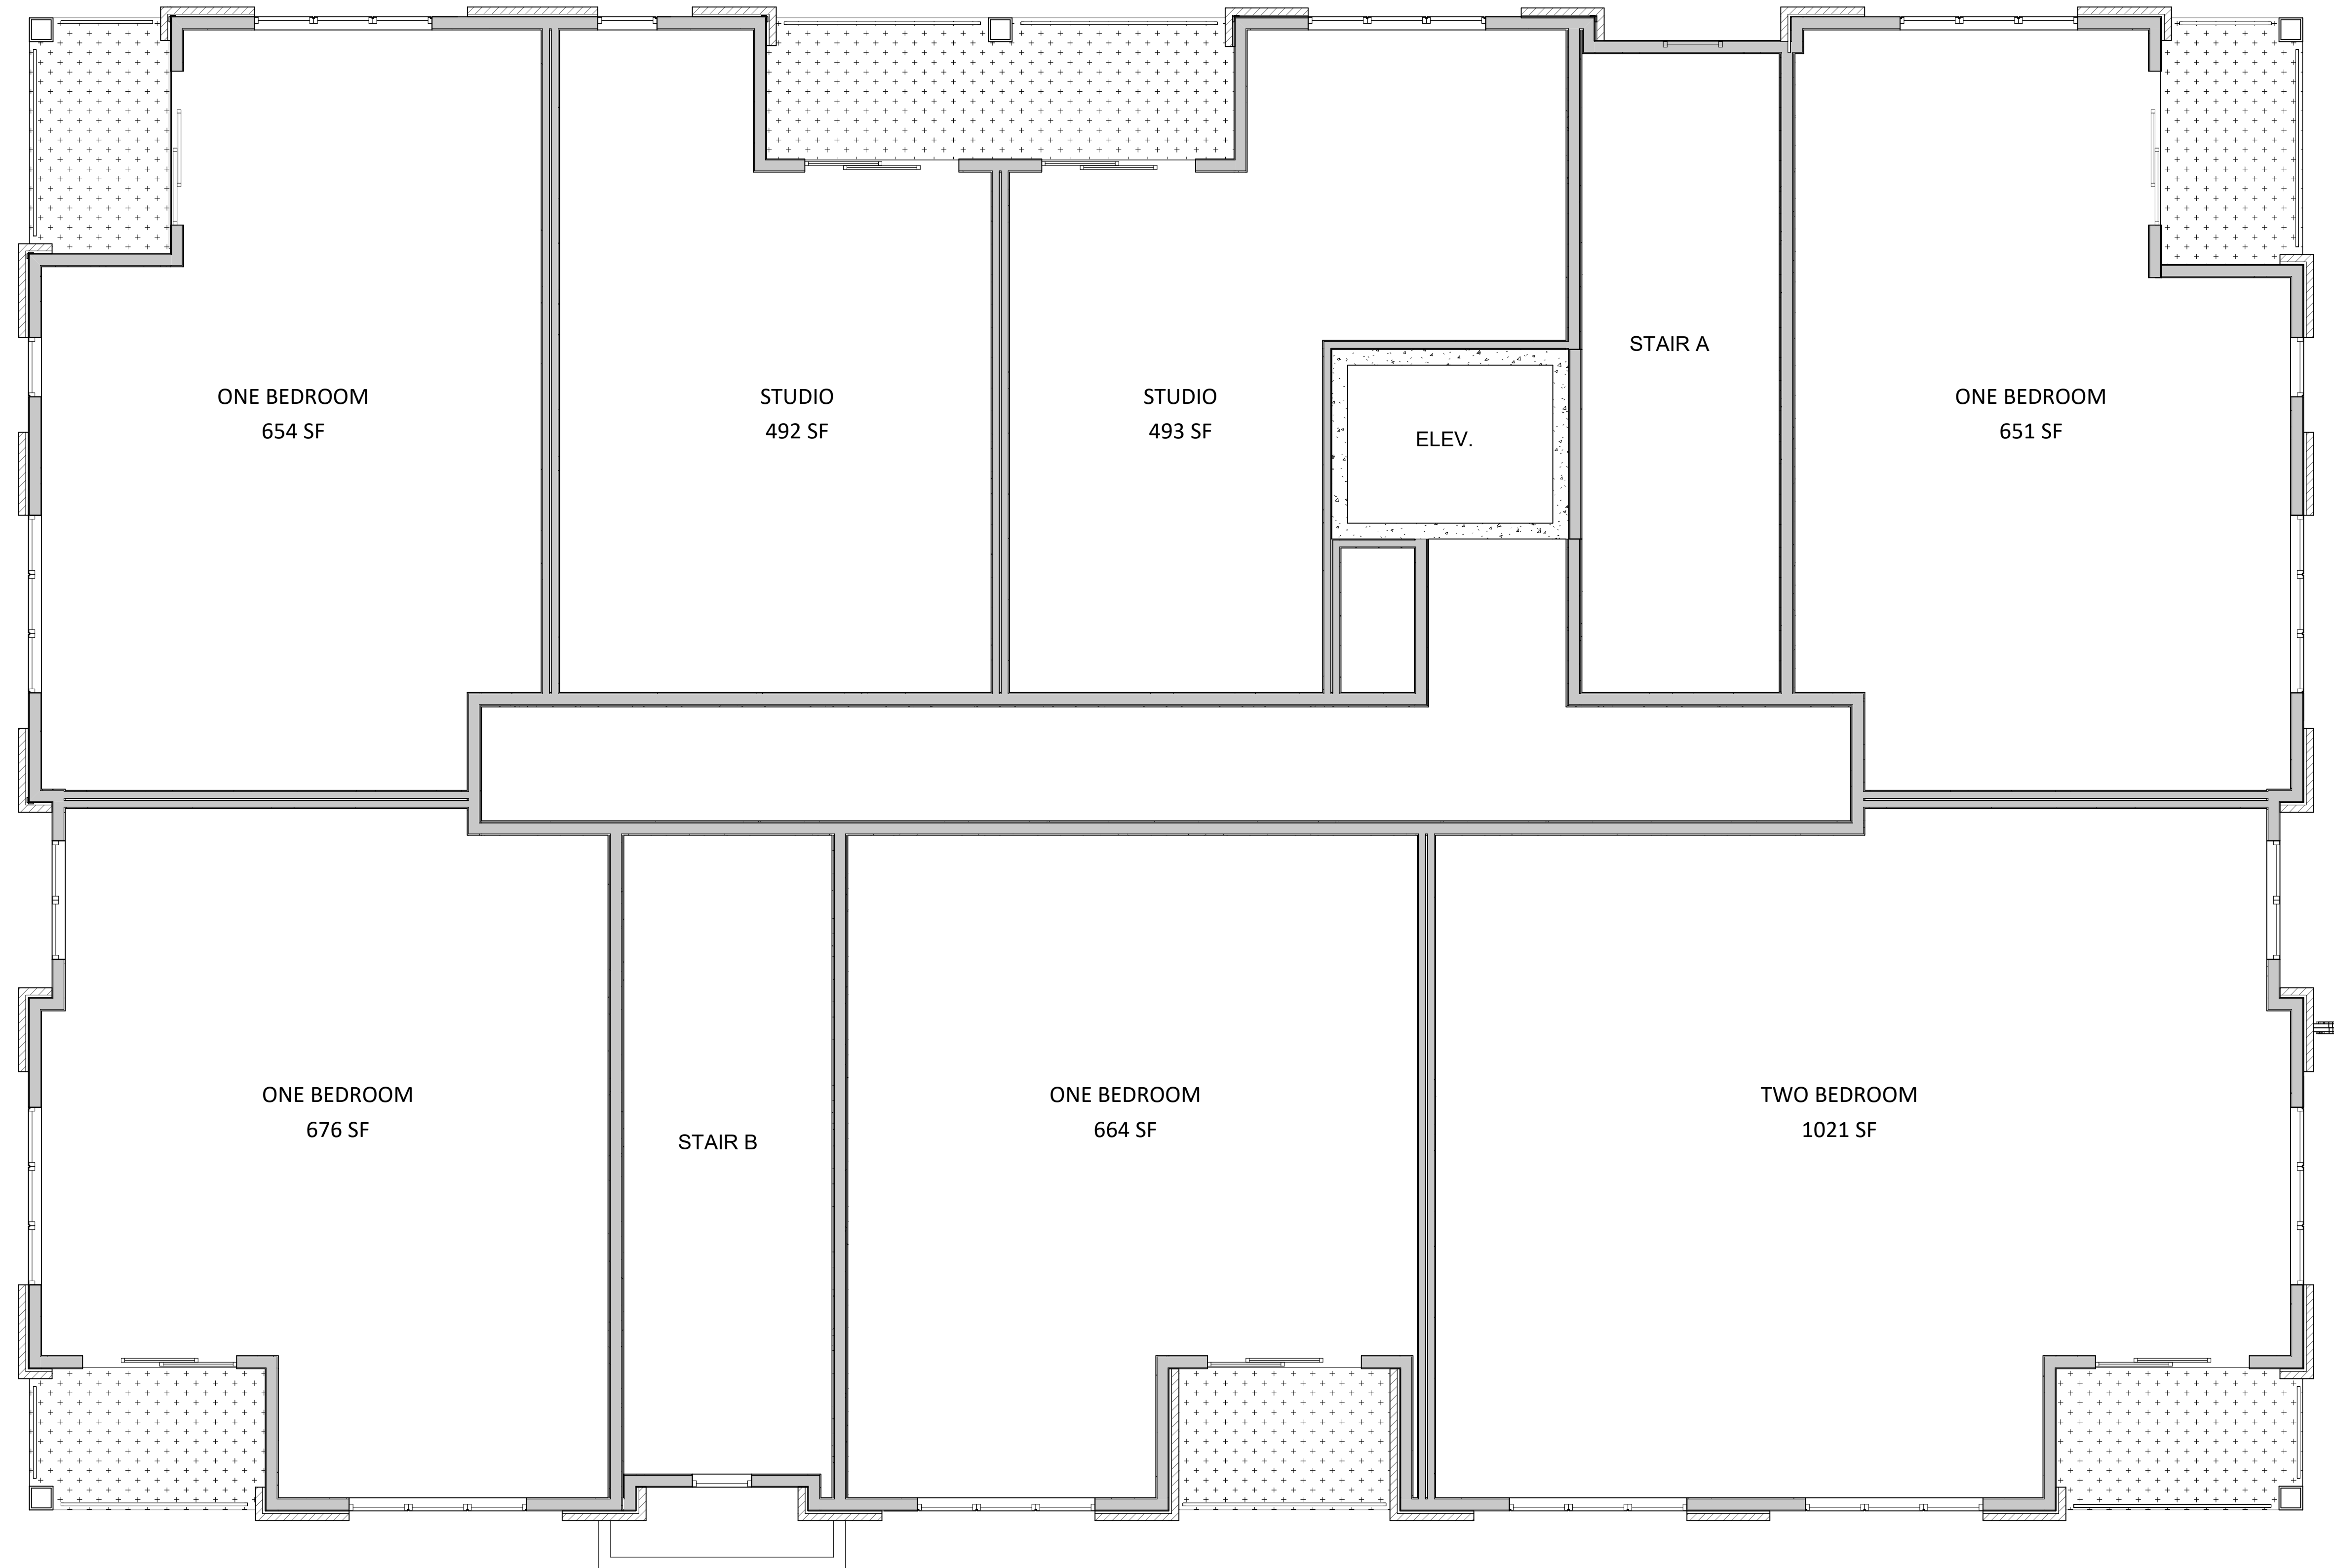 STAIR A
ONE BEDROOM
654 SF
STUDIO
492 SF
STUDIO
493 SF
ELEV.
ONE BEDROOM
651 SF
ONE BEDROOM
676 SF
STAIR B
ONE BEDROOM
664 SF
TWO BEDROOM
1021 SF